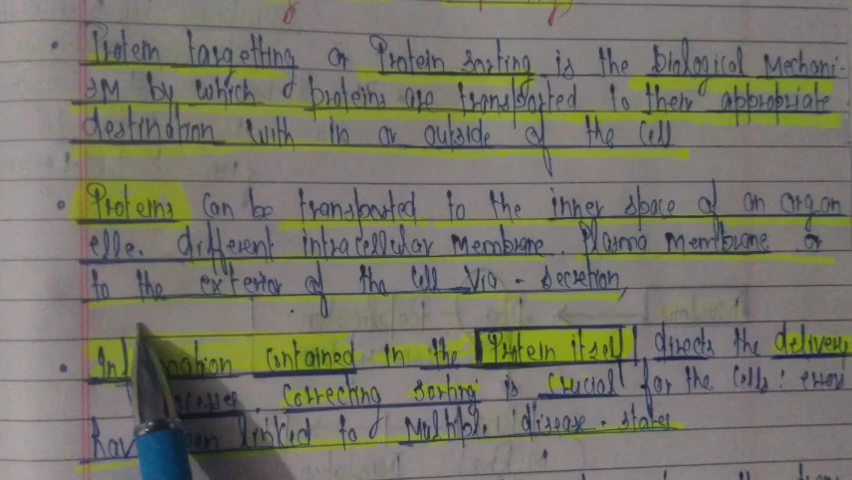 • Protein targetting or Protein sorting is the biological Mechani-
sm by which proteins are transported to their appropriate
destination with in or outside of the Cell
• Proteins can be transported to the inner space of an organ
elle. different intracellular Membrane. Plasma Membrane or
to the exterior of the Cell via - Secretion,
• contained in the Protein itself directs the delivery
Correcting sorting is Crucial for the Cells: error
linked to Multiple disease. states